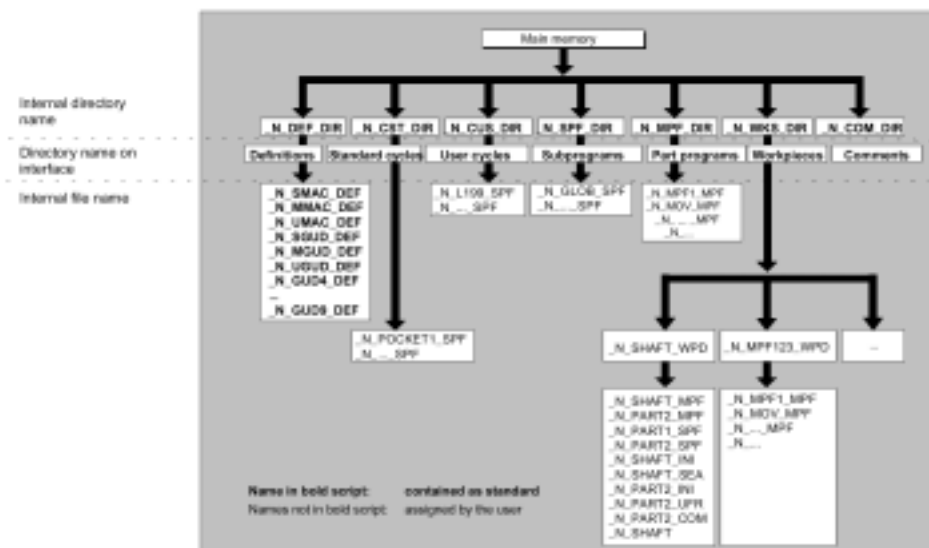 Main memory
Internal directory name
_N_DEF_DIR _N_CST_DIR _N_CUS_DIR _N_SPF_DIR _N_MPF_DIR _N_WKS_DIR _N_COM_DIR
Directory name on interface
Definitions Standard cycles User cycles Subprograms Part programs Workpieces Comments
Internal file name
_N_SMAC_DEF
_N_MMAC_DEF
_N_UMAC_DEF
_N_SGUD_DEF
_N_MGUD_DEF
_N_UGUD_DEF
_N_GUD4_DEF
...
_N_GUD9_DEF
_N_L199_SPF
_N_..._SPF
_N_GLOB_SPF
_N_..._SPF
_N_MPF1_MPF
_N_MOV_MPF
_N_..._MPF
_N_...
_N_POCKET1_SPF
_N_..._SPF
_N_SHAFT_WPD
_N_MPF123_WPD
...
_N_SHAFT_MPF
_N_PART2_MPF
_N_PART1_SPF
_N_PART2_SPF
_N_SHAFT_INI
_N_SHAFT_SEA
_N_PART2_INI
_N_PART2_UFR
_N_PART2_COM
_N_SHAFT
_N_MPF1_MPF
_N_MOV_MPF
_N_..._MPF
_N_...
Name in bold script: contained as standard
Names not in bold script: assigned by the user